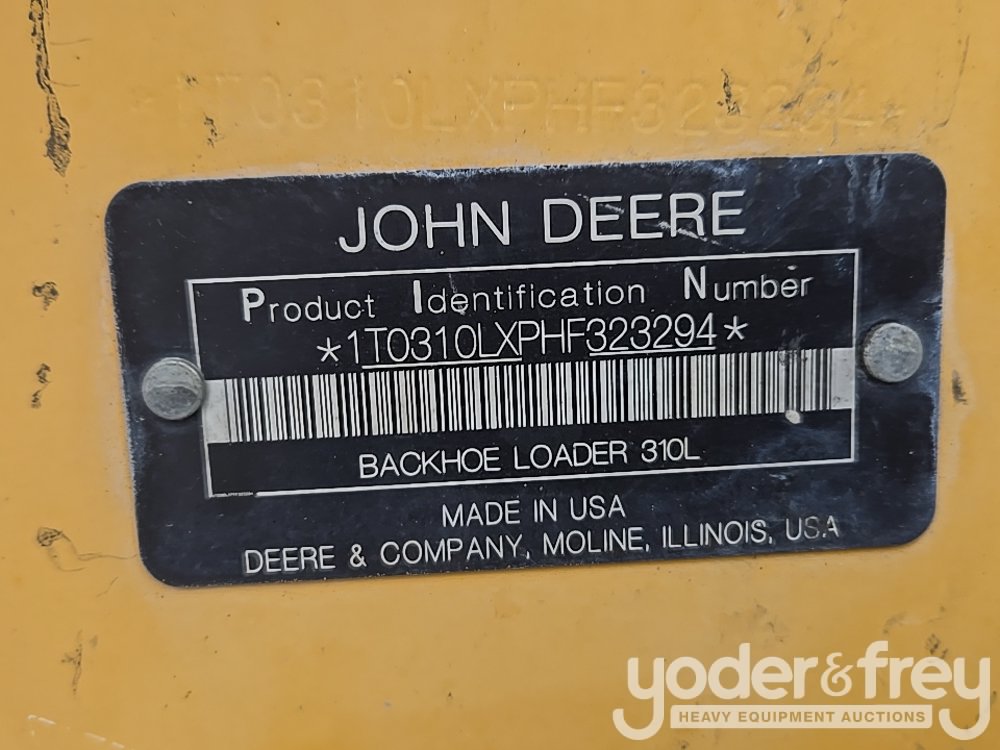 *1T0310LXPHF323294*
JOHN DEERE
Product Identification Number
*1T0310LXPHF323294*
BACKHOE LOADER 310L
MADE IN USA
DEERE & COMPANY, MOLINE, ILLINOIS, USA
yoder&frey
HEAVY EQUIPMENT AUCTIONS